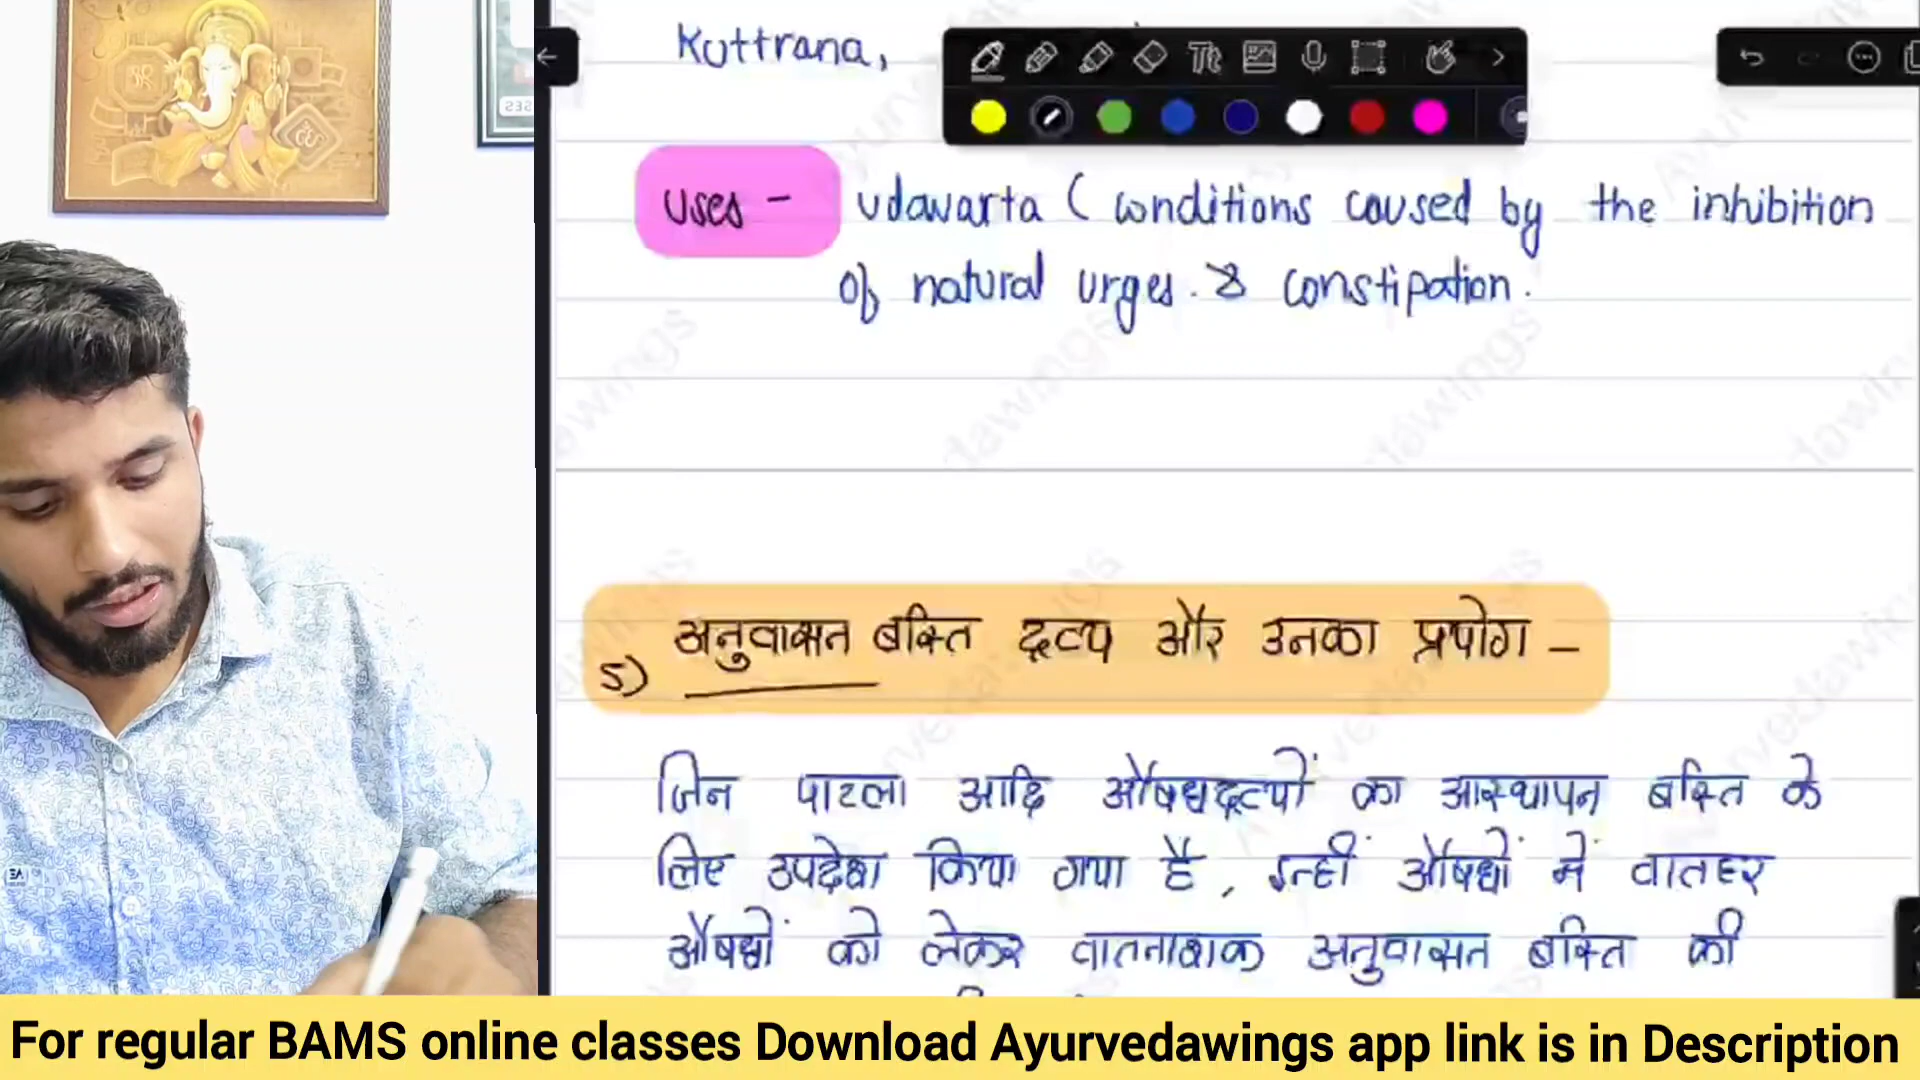 Kuttrana,
Uses - Udavarta ( conditions caused by the inhibition
of natural urges. & constipation.
5) अनुवासन बस्ति द्रव्य और उनका प्रयोग -
जिन पाटला आदि औषधद्रव्यों का आस्थापन बस्ति के
लिए उपदेश किया गया है, इन्हीं औषधों में वातहर
औषधों को लेकर वातनाशक अनुवासन बस्ति की
For regular BAMS online classes Download Ayurvedawings app link is in Description